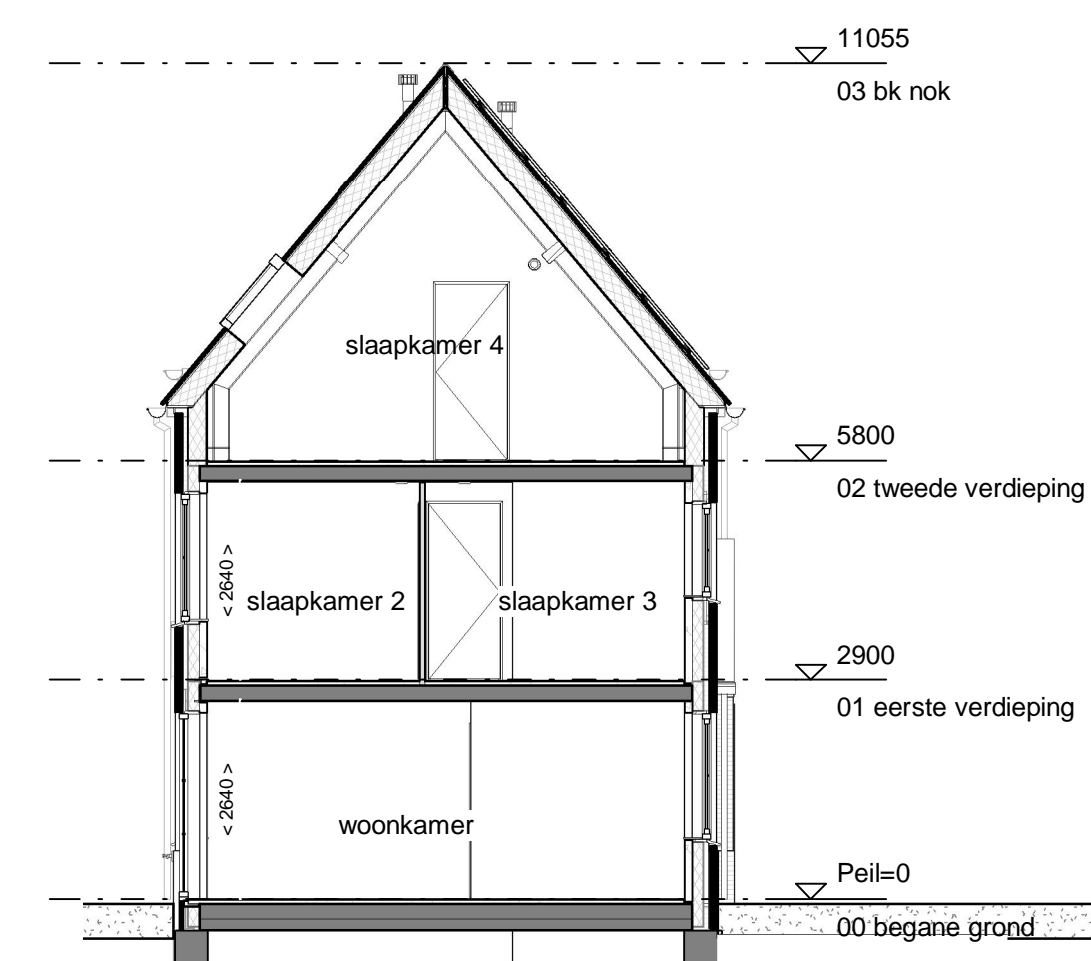 11055
03 bk nok
slaapkamer 4
5800
02 tweede verdieping
< 2640 >
slaapkamer 2
slaapkamer 3
2900
01 eerste verdieping
< 2640 >
woonkamer
Peil=0
00 begane grond